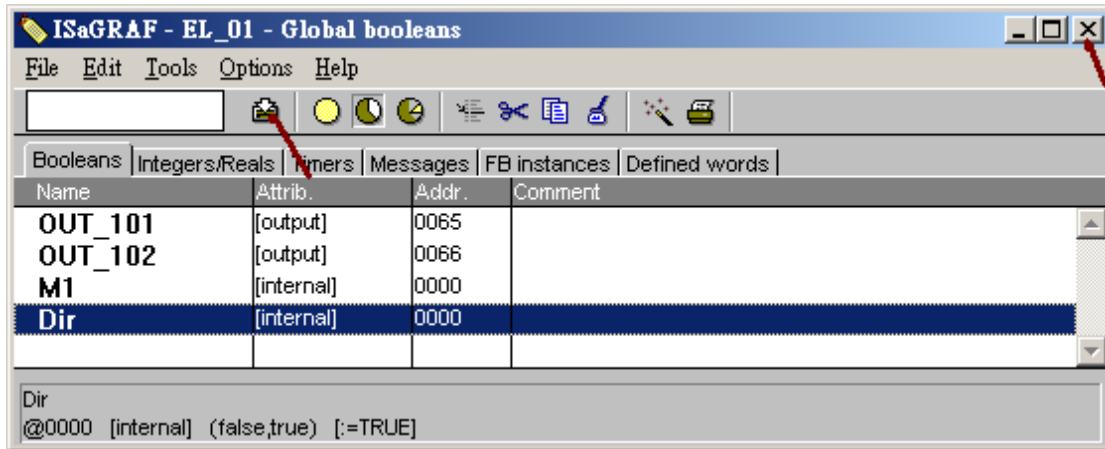 ISaGRAF - EL_01 - Global booleans
File Edit Tools Options Help
Booleans Integers/Reals Timers Messages FB instances Defined words
Name Attrib. Addr. Comment
OUT_101 [output] 0065
OUT_102 [output] 0066
M1 [internal] 0000
Dir [internal] 0000
Dir
@0000 [internal] (false,true) [:=TRUE]